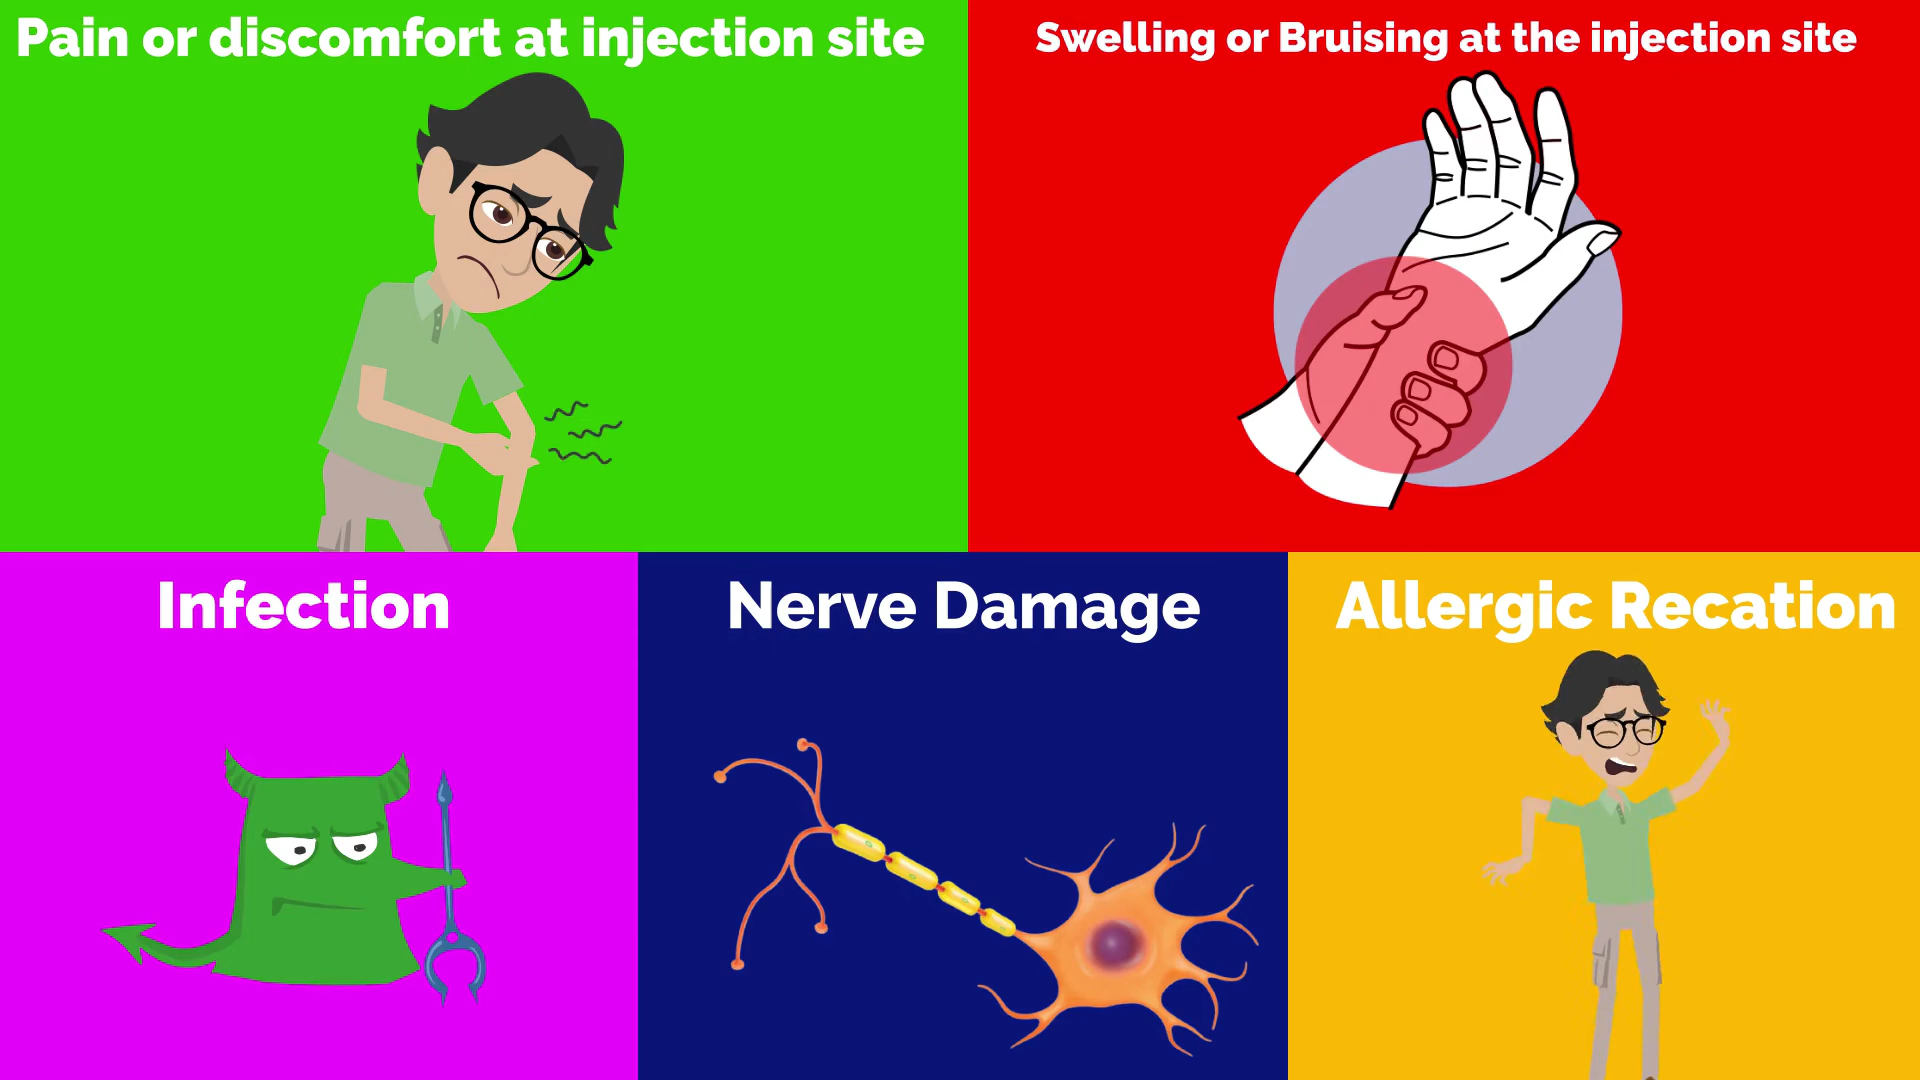 Pain or discomfort at injection site
Swelling or Bruising at the injection site
Infection
Nerve Damage
Allergic Recation